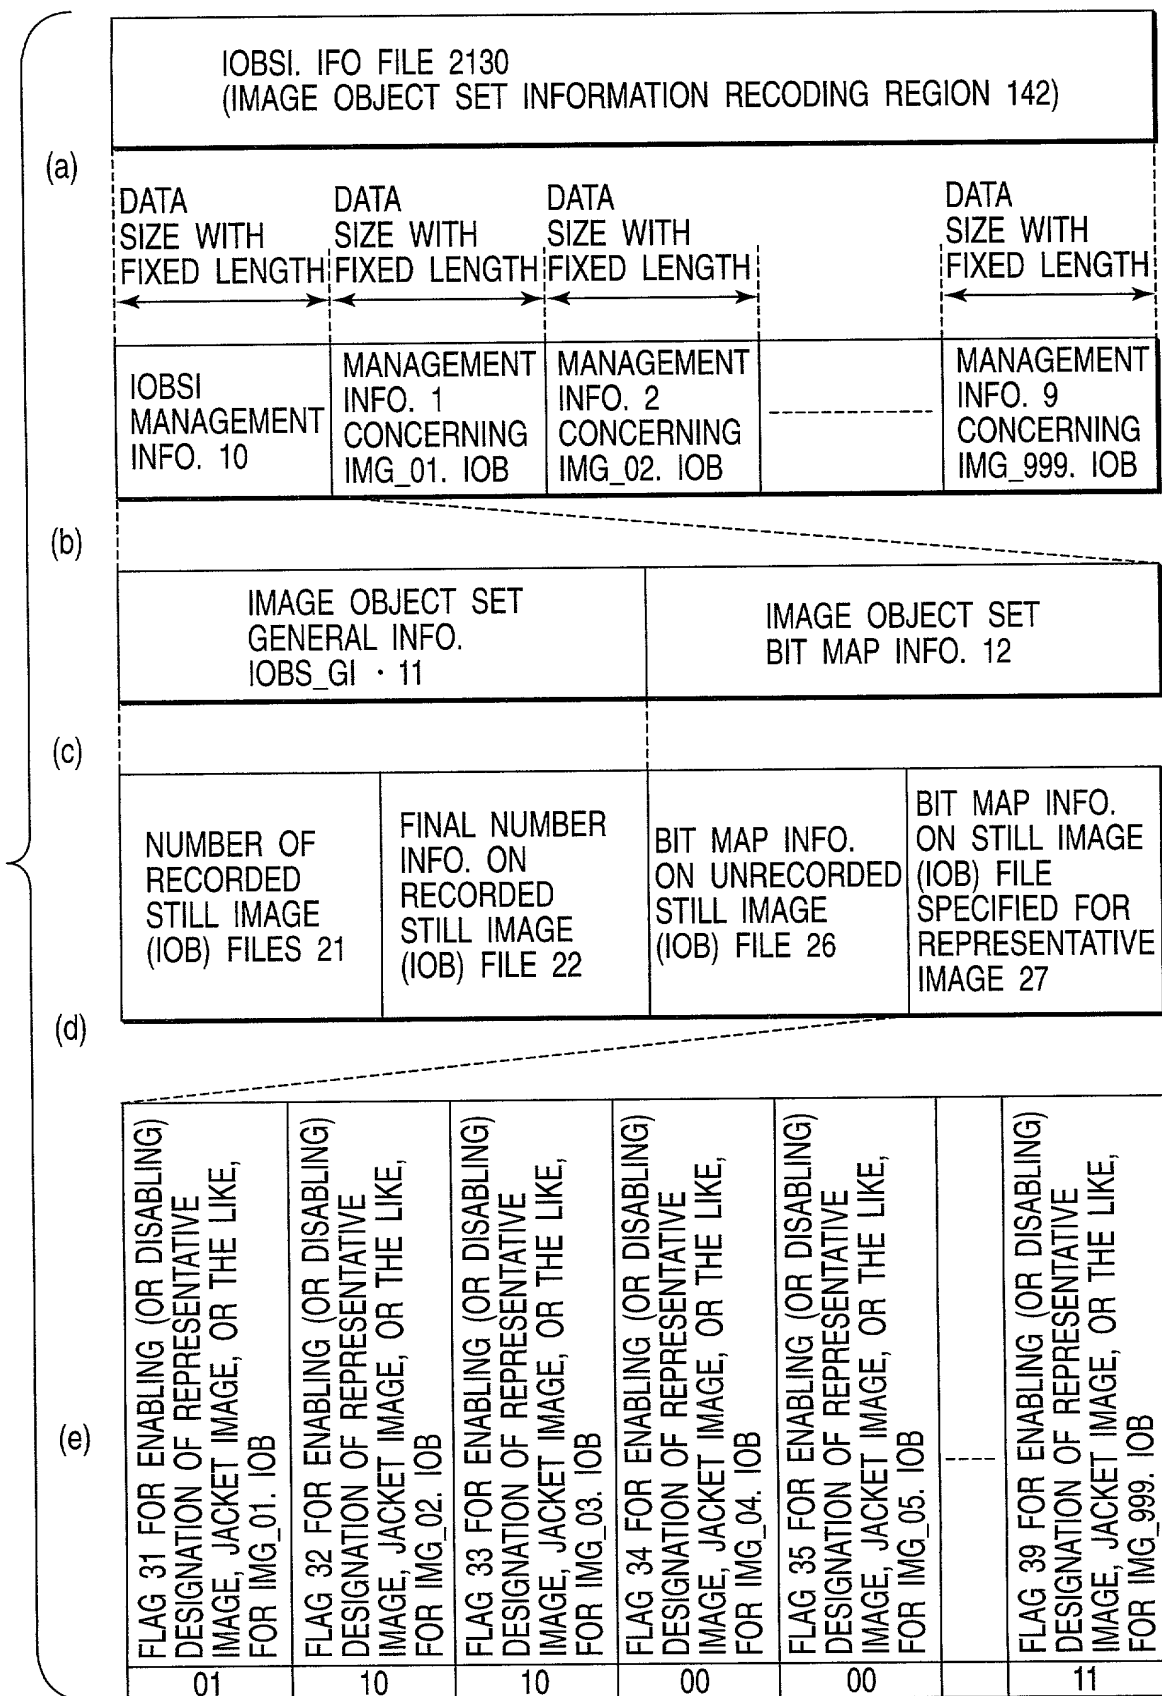 IOBSI. IFO FILE 2130
(IMAGE OBJECT SET INFORMATION RECODING REGION 142)
(a)
DATA
SIZE WITH
FIXED LENGTH
DATA
SIZE WITH
FIXED LENGTH
DATA
SIZE WITH
FIXED LENGTH
DATA
SIZE WITH
FIXED LENGTH
IOBSI
MANAGEMENT
INFO. 10
MANAGEMENT
INFO. 1
CONCERNING
IMG_01. IOB
MANAGEMENT
INFO. 2
CONCERNING
IMG_02. IOB
MANAGEMENT
INFO. 9
CONCERNING
IMG_999. IOB
(b)
IMAGE OBJECT SET
GENERAL INFO.
IOBS_GI · 11
IMAGE OBJECT SET
BIT MAP INFO. 12
(c)
NUMBER OF
RECORDED
STILL IMAGE
(IOB) FILES 21
FINAL NUMBER
INFO. ON
RECORDED
STILL IMAGE
(IOB) FILE 22
BIT MAP INFO.
ON UNRECORDED
STILL IMAGE
(IOB) FILE 26
BIT MAP INFO.
ON STILL IMAGE
(IOB) FILE
SPECIFIED FOR
REPRESENTATIVE
IMAGE 27
(d)
FLAG 31 FOR ENABLING (OR DISABLING)
DESIGNATION OF REPRESENTATIVE
IMAGE, JACKET IMAGE, OR THE LIKE,
FOR IMG_01. IOB
01
FLAG 32 FOR ENABLING (OR DISABLING)
DESIGNATION OF REPRESENTATIVE
IMAGE, JACKET IMAGE, OR THE LIKE,
FOR IMG_02. IOB
10
FLAG 33 FOR ENABLING (OR DISABLING)
DESIGNATION OF REPRESENTATIVE
IMAGE, JACKET IMAGE, OR THE LIKE,
FOR IMG_03. IOB
10
FLAG 34 FOR ENABLING (OR DISABLING)
DESIGNATION OF REPRESENTATIVE
IMAGE, JACKET IMAGE, OR THE LIKE,
FOR IMG_04. IOB
00
FLAG 35 FOR ENABLING (OR DISABLING)
DESIGNATION OF REPRESENTATIVE
IMAGE, JACKET IMAGE, OR THE LIKE,
FOR IMG_05. IOB
00
FLAG 39 FOR ENABLING (OR DISABLING)
DESIGNATION OF REPRESENTATIVE
IMAGE, JACKET IMAGE, OR THE LIKE,
FOR IMG_999. IOB
11
(e)